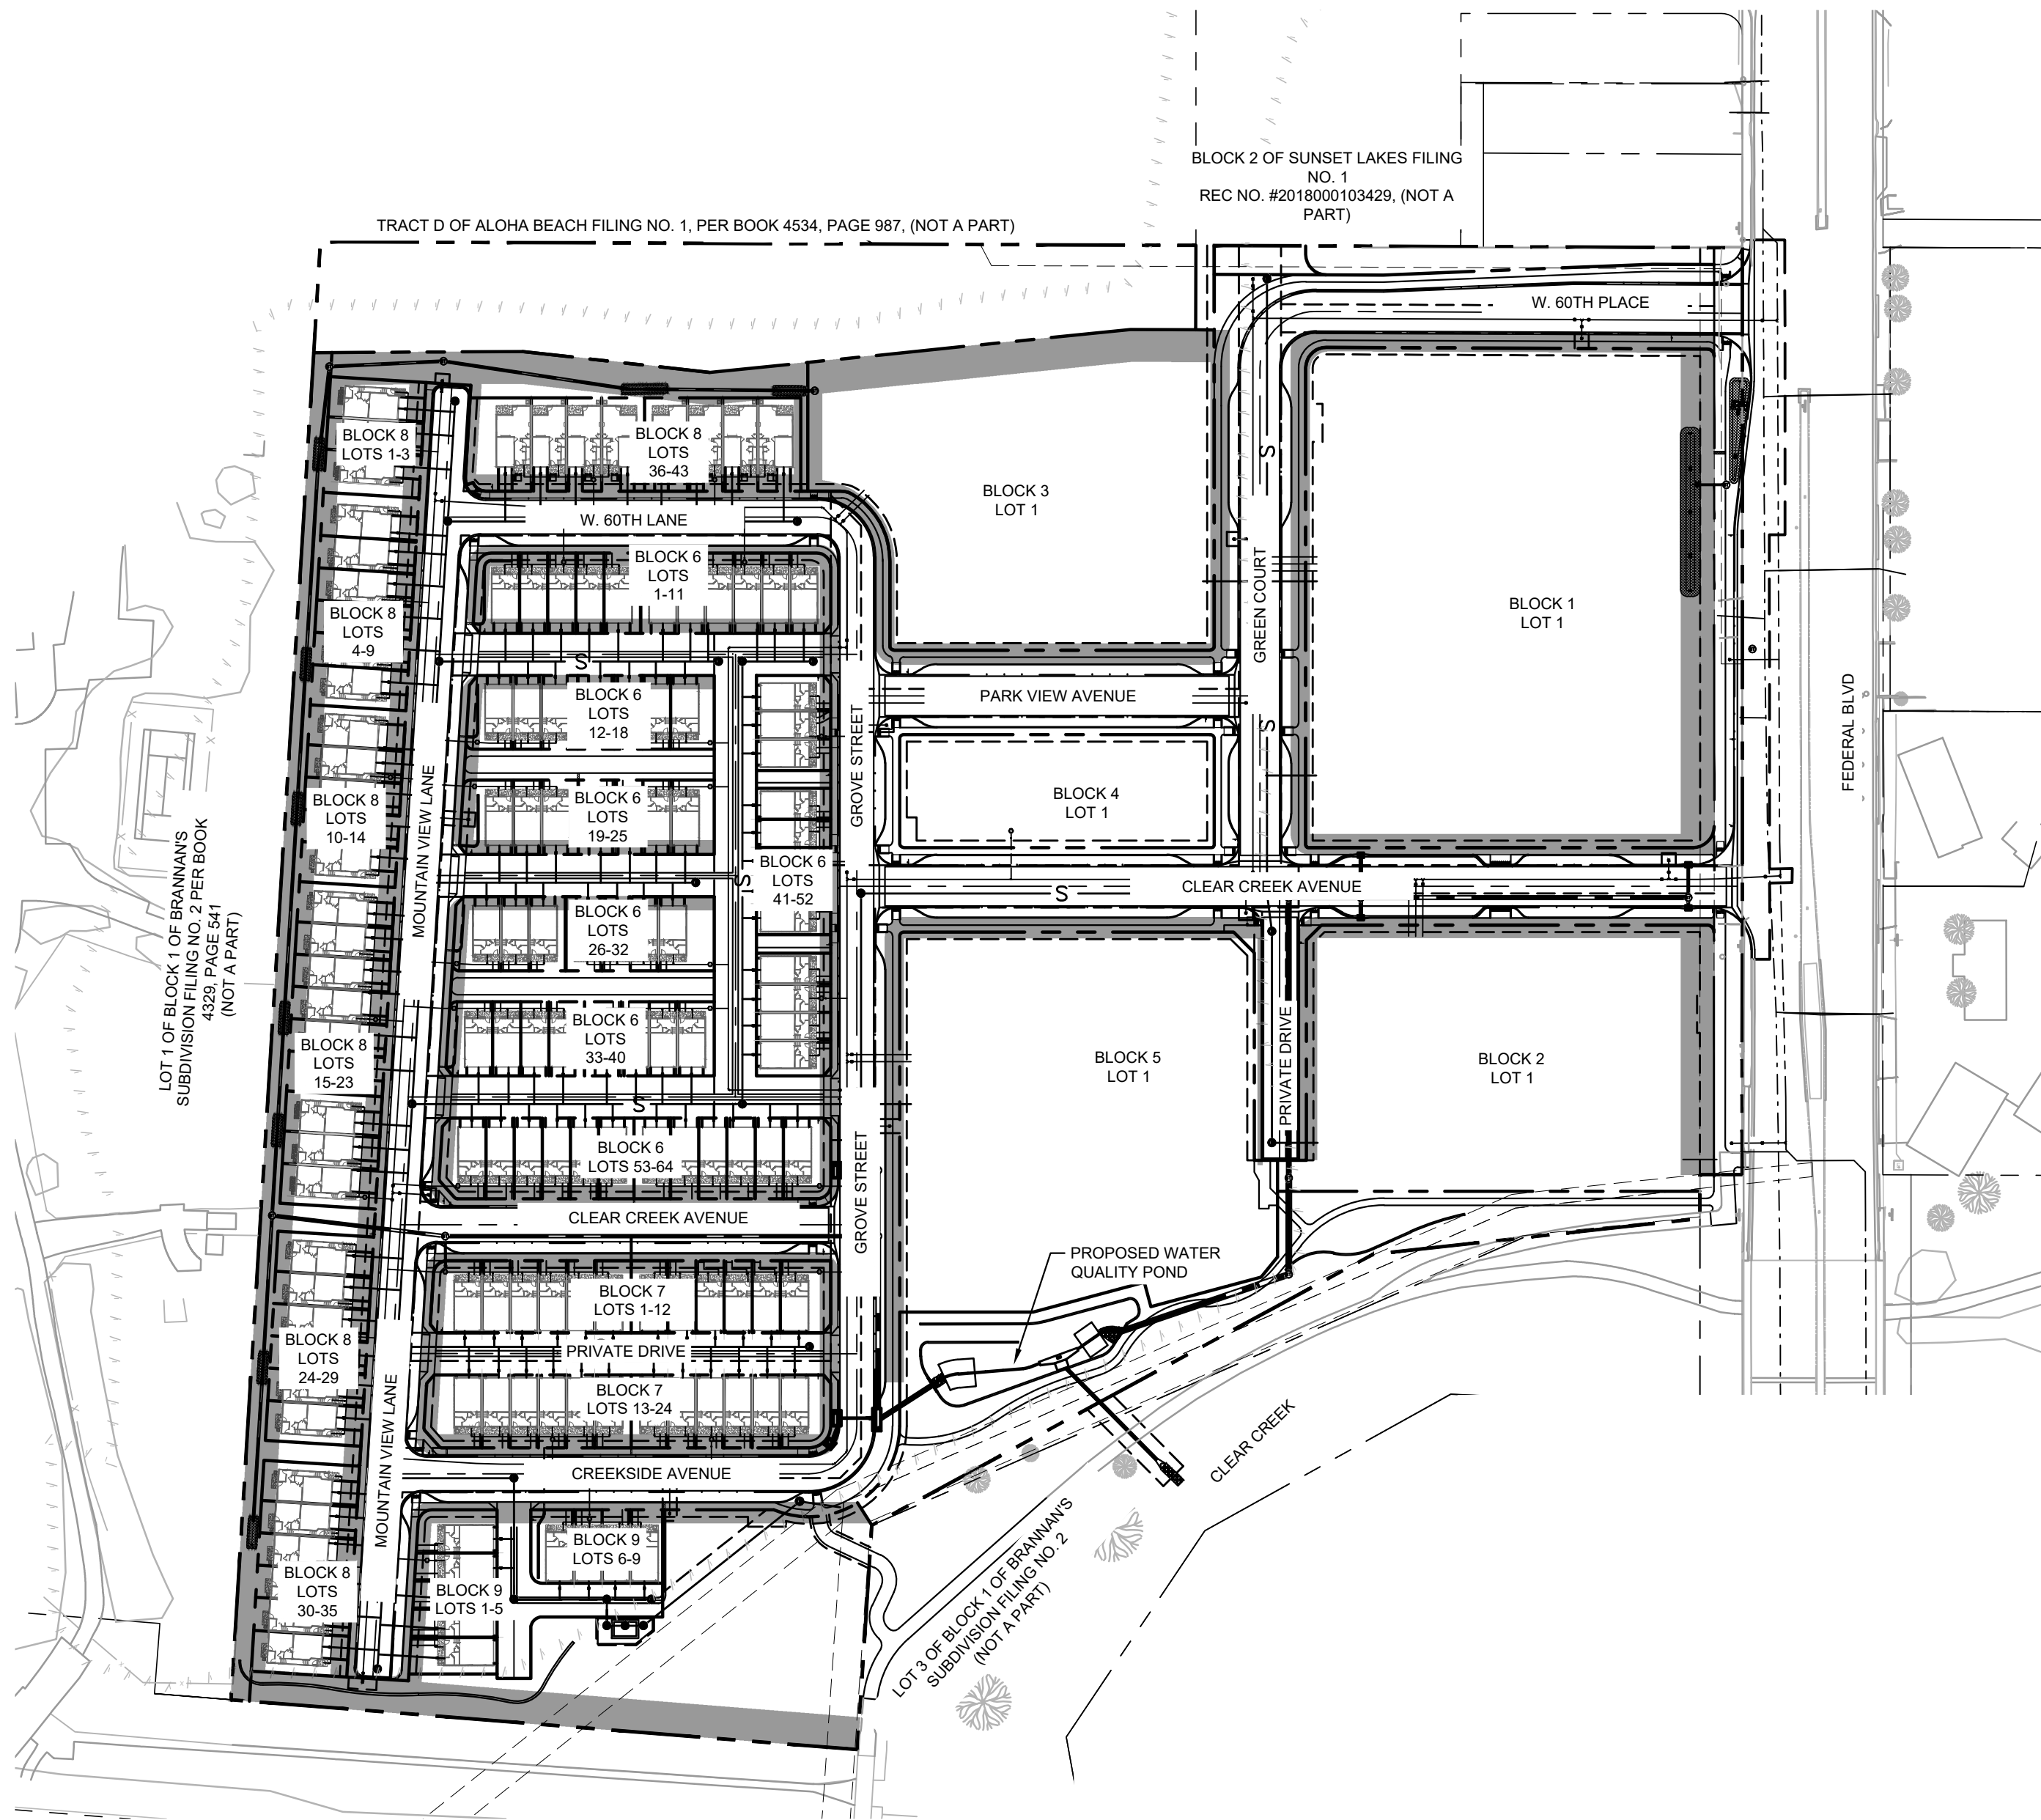 BLOCK 2 OF SUNSET LAKES FILING
NO. 1
REC NO. #2018000103429, (NOT A
PART)
TRACT D OF ALOHA BEACH FILING NO. 1, PER BOOK 4534, PAGE 987, (NOT A PART)
W. 60TH PLACE
BLOCK 8
LOTS 1-3
BLOCK 8
LOTS
36-43
S
BLOCK 3
LOT 1
W. 60TH LANE
BLOCK 6
LOTS
1-11
GREEN COURT
BLOCK 1
LOT 1
BLOCK 8
LOTS
4-9
S
BLOCK 6
LOTS
12-18
PARK VIEW AVENUE
S
FEDERAL BLVD
GROVE STREET
MOUNTAIN VIEW LANE
BLOCK 8
LOTS
10-14
BLOCK 6
LOTS
19-25
BLOCK 4
LOT 1
BLOCK 6
LOTS
41-52
S
S
CLEAR CREEK AVENUE
BLOCK 6
LOTS
26-32
LOT 1 OF BLOCK 1 OF BRANNAN'S
SUBDIVISION FILING NO. 2 PER BOOK
4329, PAGE 541
(NOT A PART)
BLOCK 6
LOTS
33-40
BLOCK 8
LOTS
15-23
BLOCK 5
LOT 1
PRIVATE DRIVE
BLOCK 2
LOT 1
S
BLOCK 6
LOTS 53-64
GROVE STREET
CLEAR CREEK AVENUE
PROPOSED WATER
QUALITY POND
BLOCK 7
LOTS 1-12
BLOCK 8
LOTS
24-29
PRIVATE DRIVE
BLOCK 7
LOTS 13-24
MOUNTAIN VIEW LANE
CREEKSIDE AVENUE
CLEAR CREEK
BLOCK 9
LOTS 6-9
BLOCK 8
LOTS
30-35
BLOCK 9
LOTS 1-5
LOT 3 OF BLOCK 1 OF BRANNAN'S
SUBDIVISION FILING NO. 2
(NOT A PART)